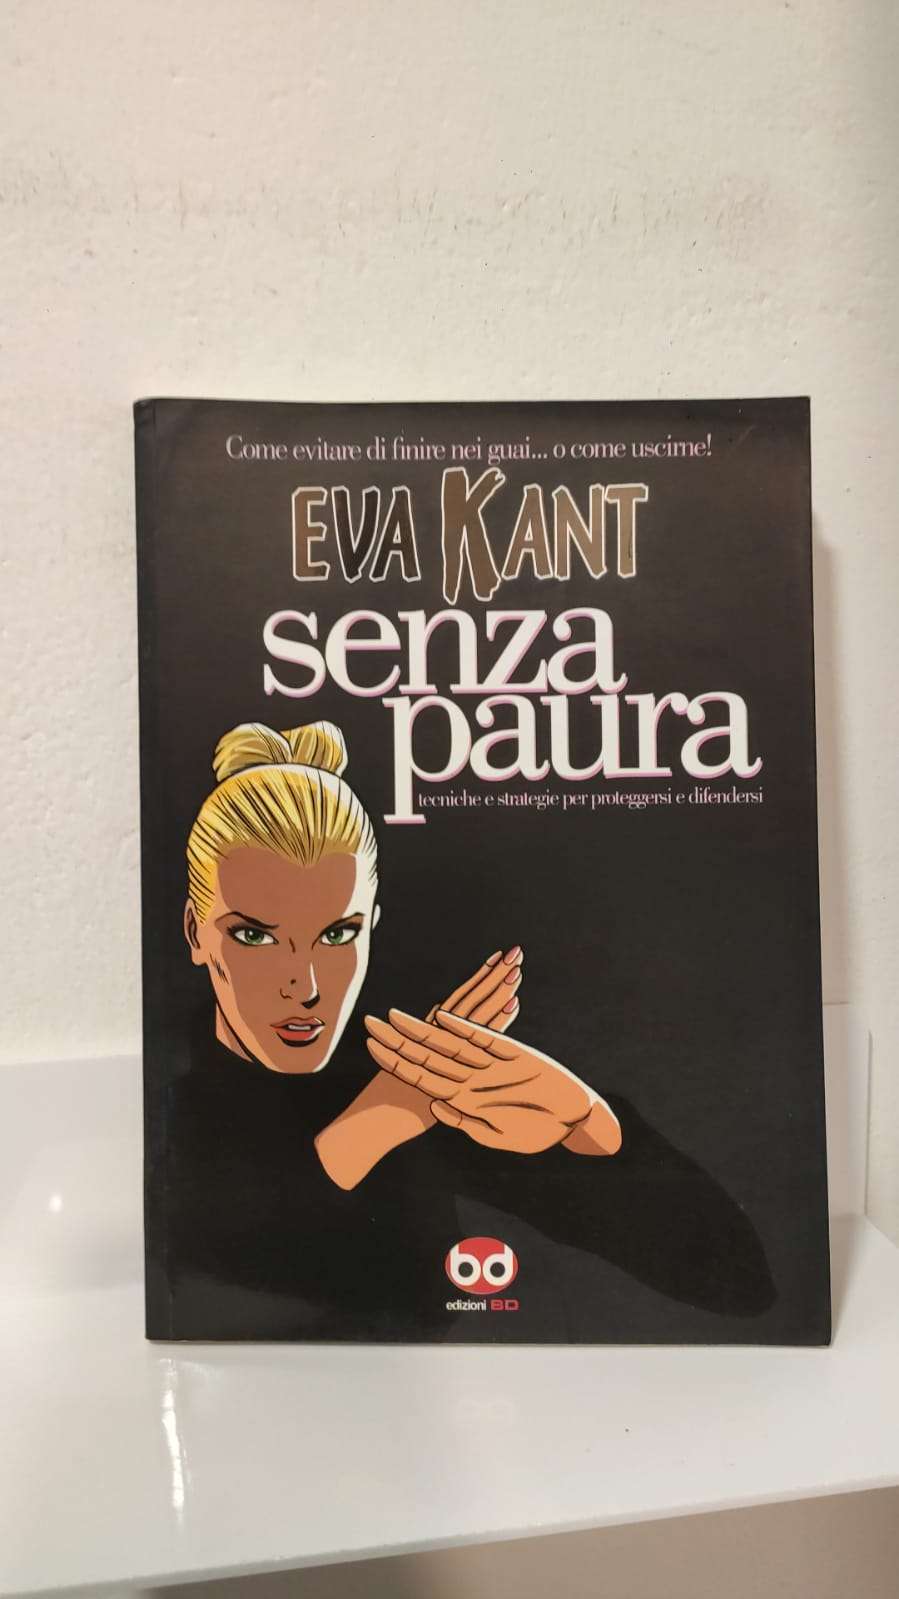 Come evitare di finire nei guai... o come uscirne!
EVA KANT
senza
paura
tecniche e strategie per proteggersi e difendersi
bd
edizioni BD